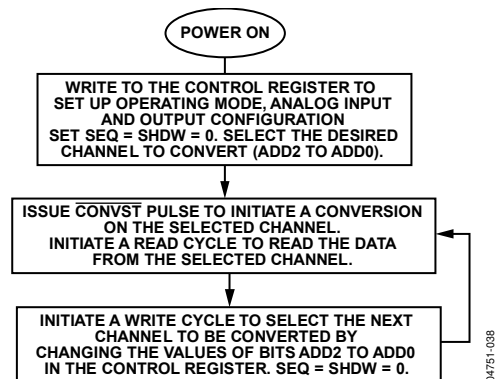 POWER ON
WRITE TO THE CONTROL REGISTER TO
SET UP OPERATING MODE, ANALOG INPUT
AND OUTPUT CONFIGURATION
SET SEQ = SHDW = 0. SELECT THE DESIRED
CHANNEL TO CONVERT (ADD2 TO ADD0).
ISSUE CONVST PULSE TO INITIATE A CONVERSION
ON THE SELECTED CHANNEL.
INITIATE A READ CYCLE TO READ THE DATA
FROM THE SELECTED CHANNEL.
INITIATE A WRITE CYCLE TO SELECT THE NEXT
CHANNEL TO BE CONVERTED BY
CHANGING THE VALUES OF BITS ADD2 TO ADD0
IN THE CONTROL REGISTER. SEQ = SHDW = 0.
04751-038